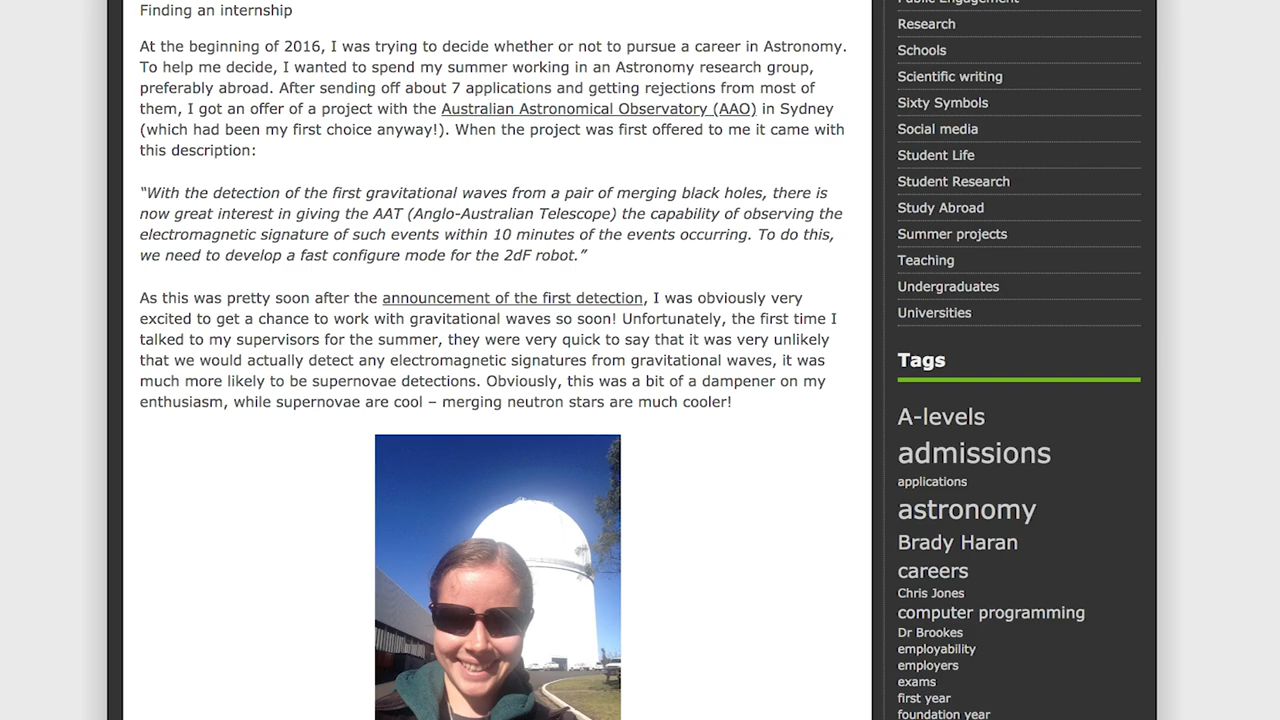 Finding an internship
At the beginning of 2016, I was trying to decide whether or not to pursue a career in Astronomy.
To help me decide, I wanted to spend my summer working in an Astronomy research group,
preferably abroad. After sending off about 7 applications and getting rejections from most of
them, I got an offer of a project with the Australian Astronomical Observatory (AAO) in Sydney
(which had been my first choice anyway!). When the project was first offered to me it came with
this description:
“With the detection of the first gravitational waves from a pair of merging black holes, there is
now great interest in giving the AAT (Anglo-Australian Telescope) the capability of observing the
electromagnetic signature of such events within 10 minutes of the events occurring. To do this,
we need to develop a fast configure mode for the 2dF robot.”
As this was pretty soon after the announcement of the first detection, I was obviously very
excited to get a chance to work with gravitational waves so soon! Unfortunately, the first time I
talked to my supervisors for the summer, they were very quick to say that it was very unlikely
that we would actually detect any electromagnetic signatures from gravitational waves, it was
much more likely to be supernovae detections. Obviously, this was a bit of a dampener on my
enthusiasm, while supernovae are cool – merging neutron stars are much cooler!
Public Engagement
Research
Schools
Scientific writing
Sixty Symbols
Social media
Student Life
Student Research
Study Abroad
Summer projects
Teaching
Undergraduates
Universities
Tags
A-levels
admissions
applications
astronomy
Brady Haran
careers
Chris Jones
computer programming
Dr Brookes
employability
employers
exams
first year
foundation year